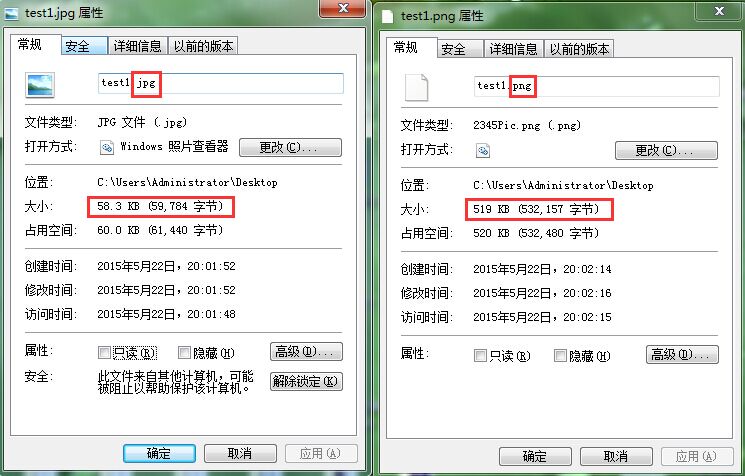 test1.jpg 属性
常规 安全 详细信息 以前的版本
test1.jpg
文件类型: JPG 文件 (.jpg)
打开方式: Windows 照片查看器 更改(C)...
位置: C:\Users\Administrator\Desktop
大小: 58.3 KB (59,784 字节)
占用空间: 60.0 KB (61,440 字节)
创建时间: 2015年5月22日，20:01:52
修改时间: 2015年5月22日，20:01:52
访问时间: 2015年5月22日，20:01:48
属性: 只读(R) 隐藏(H) 高级(D)...
安全: 此文件来自其他计算机，可能
被阻止以帮助保护该计算机。 解除锁定(K)
确定 取消 应用(A)
test1.png 属性
常规 安全 详细信息 以前的版本
test1.png
文件类型: 2345Pic.png (.png)
打开方式: 更改(C)...
位置: C:\Users\Administrator\Desktop
大小: 519 KB (532,157 字节)
占用空间: 520 KB (532,480 字节)
创建时间: 2015年5月22日，20:02:14
修改时间: 2015年5月22日，20:02:16
访问时间: 2015年5月22日，20:02:15
属性: 只读(R) 隐藏(H) 高级(D)...
确定 取消 应用(A)